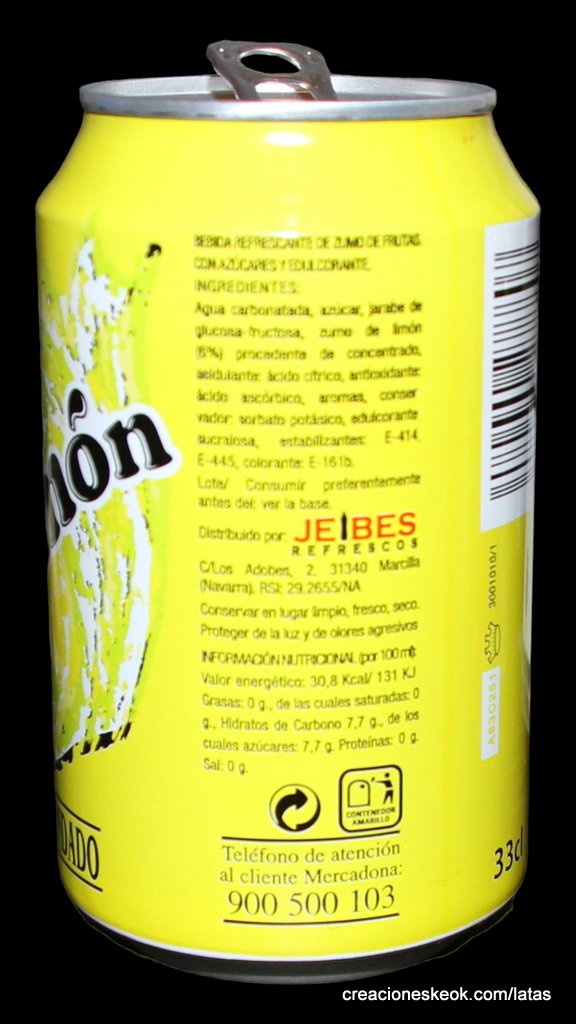 BEBIDA REFRESCANTE DE ZUMO DE FRUTAS
CON AZÚCARES Y EDULCORANTE.
INGREDIENTES:
Agua carbonatada, azúcar, jarabe de
glucosa-fructosa, zumo de limón
(6%) procedente de concentrado,
acidulante: ácido cítrico, antioxidante:
ácido ascórbico, aromas, conser
vador: sorbato potásico, edulcorante
sucralosa, estabilizantes: E-414,
E-445, colorante: E-161b.
Lote/ Consumir preferentemente
antes del: ver la base.
Distribuido por: JEBES
REFRESCOS
C/Los Adobes, 2, 31340 Marcilla
(Navarra). RSI: 29.2655/NA
Conservar en lugar limpio, fresco, seco.
Proteger de la luz y de olores agresivos
INFORMACIÓN NUTRICIONAL (por 100 ml):
Valor energético: 30,8 Kcal/ 131 KJ
Grasas: 0 g., de las cuales saturadas: 0
g., Hidratos de Carbono 7,7 g., de los
cuales azúcares: 7,7 g. Proteínas: 0 g.
Sal: 0 g.
CONTENEDOR
AMARILLO
Teléfono de atención
al cliente Mercadona:
900 500 103
món
DADO
3001010/1
A63C251
33cl
creacioneskeok.com/latas